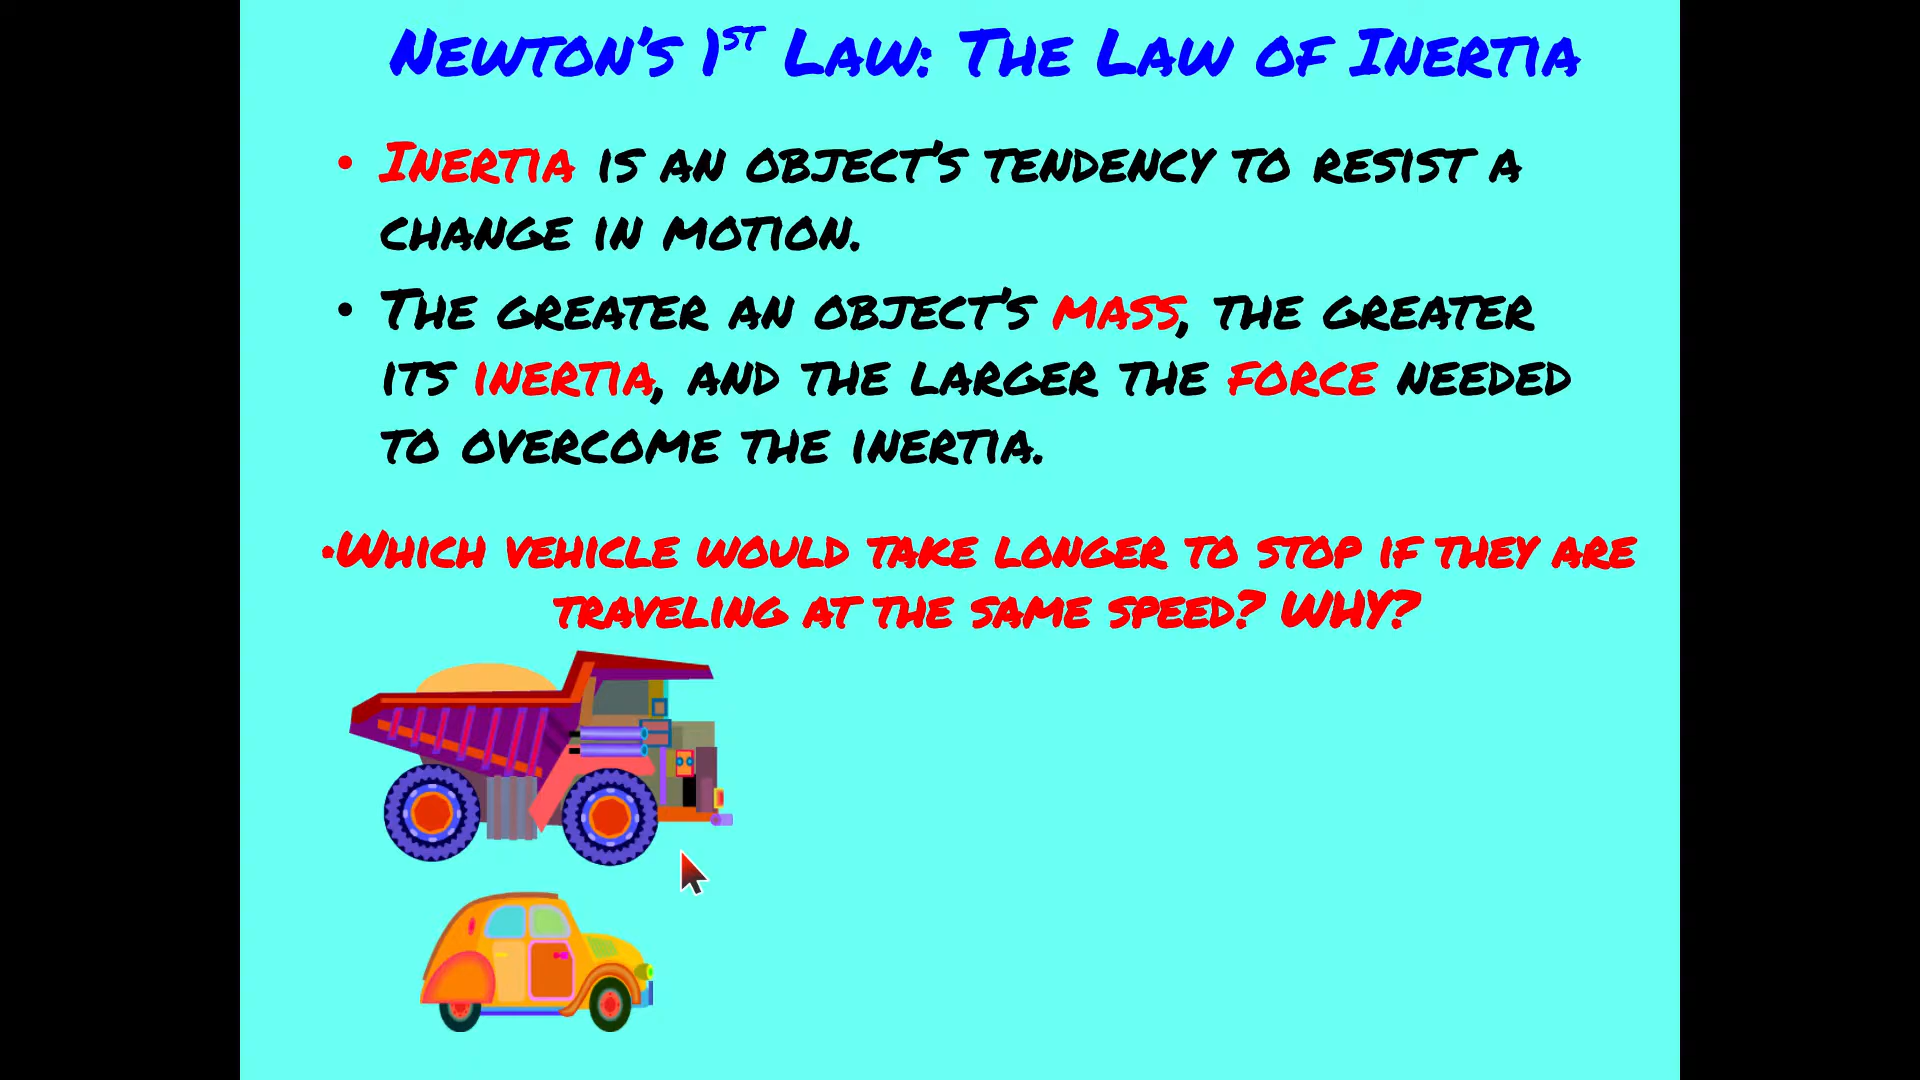 Newton's 1st Law: The Law of Inertia
• Inertia is an object's tendency to resist a
change in motion.
• The greater an object's mass, the greater
its inertia, and the larger the force needed
to overcome the inertia.
•Which vehicle would take longer to stop if they are
traveling at the same speed? WHY?